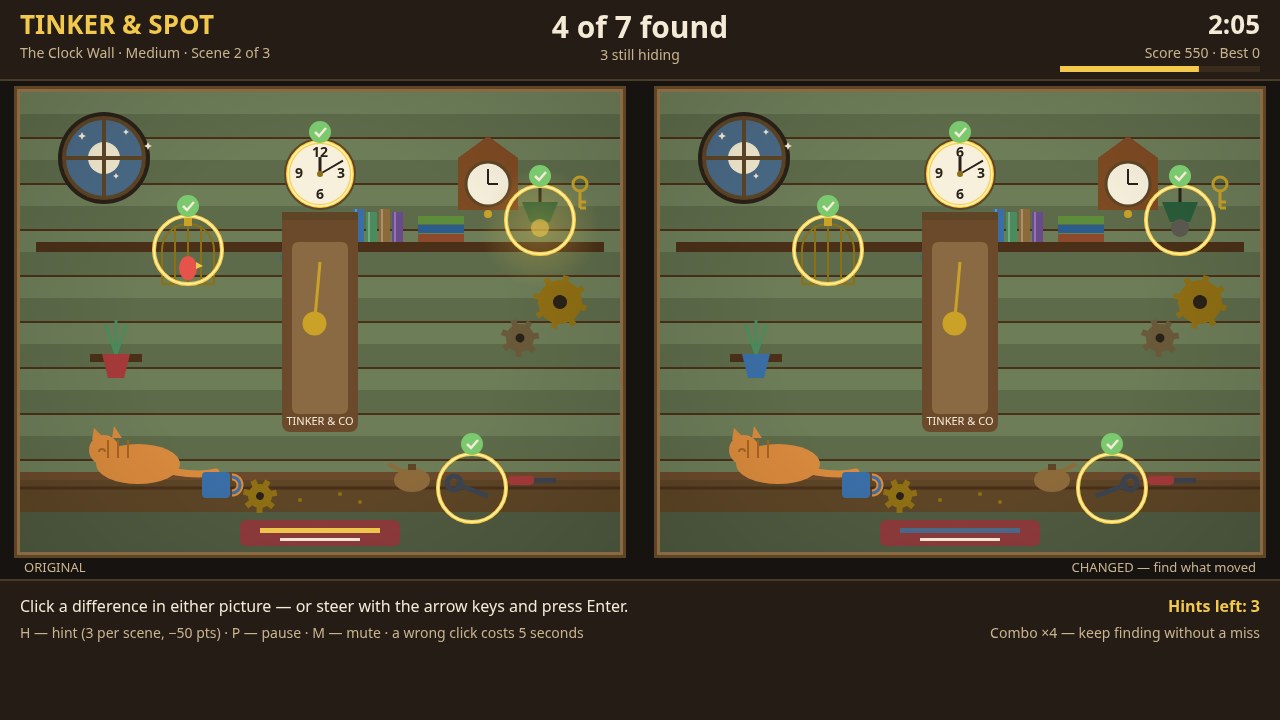 TINKER & SPOT
The Clock Wall · Medium · Scene 2 of 3
4 of 7 found
3 still hiding
2:05
Score 550 · Best 0
12
9 3
6
TINKER & CO
6
9 3
6
TINKER & CO
ORIGINAL
CHANGED — find what moved
Click a difference in either picture — or steer with the arrow keys and press Enter.
Hints left: 3
H — hint (3 per scene, −50 pts) · P — pause · M — mute · a wrong click costs 5 seconds
Combo ×4 — keep finding without a miss